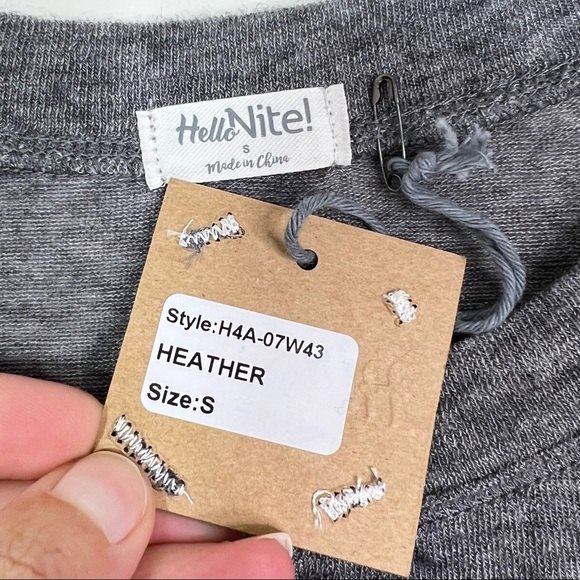 HelloNite!
S
Made in China
Style:H4A-07W43
HEATHER
Size:S